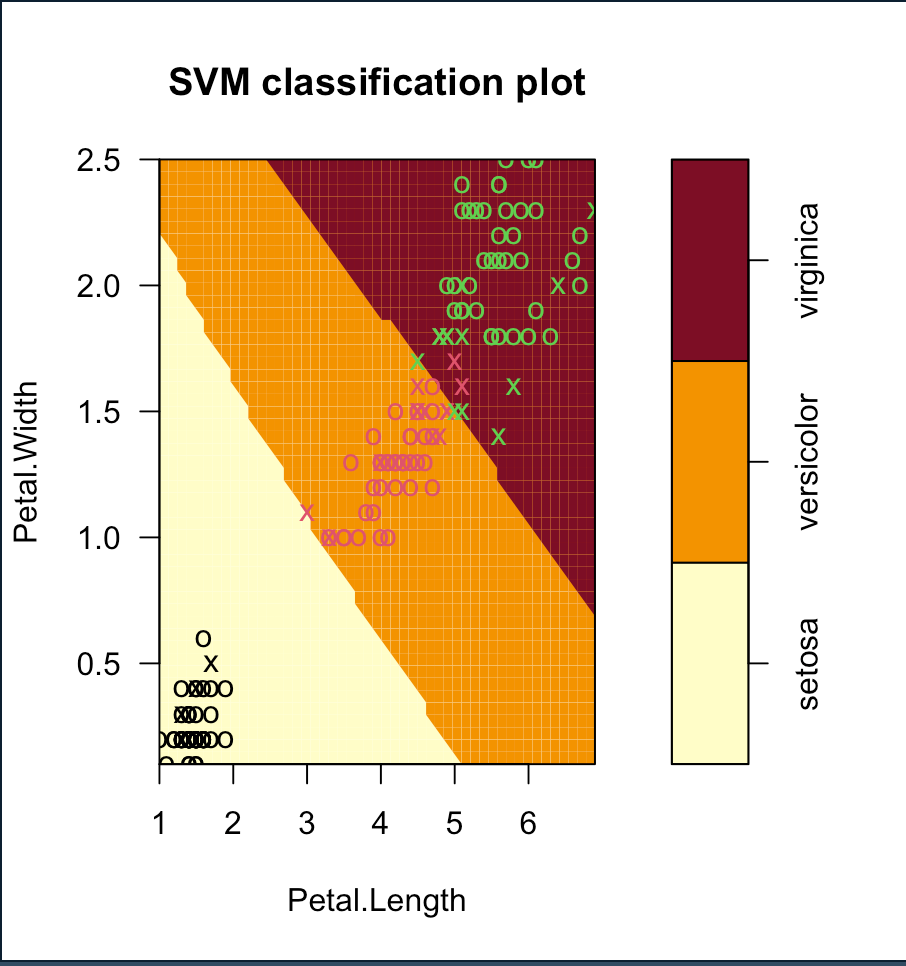 SVM classification plot
2.5
2.0
1.5
1.0
0.5
Petal.Width
1 2 3 4 5 6
Petal.Length
virginica
versicolor
setosa